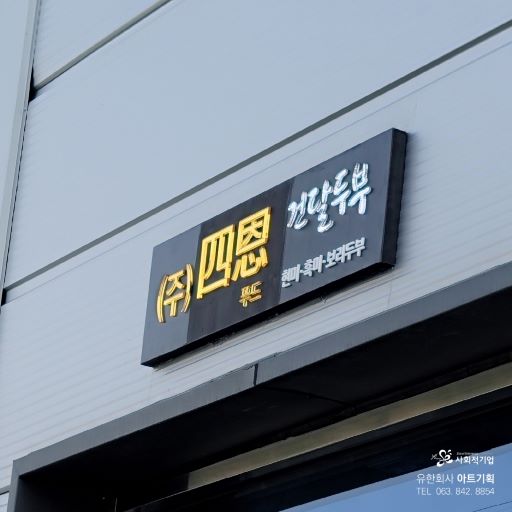 (주)四恩
푸드
건달두부
현미·흑미·보리두부
사회적기업
유한회사 아트기획
TEL 063. 842. 8854